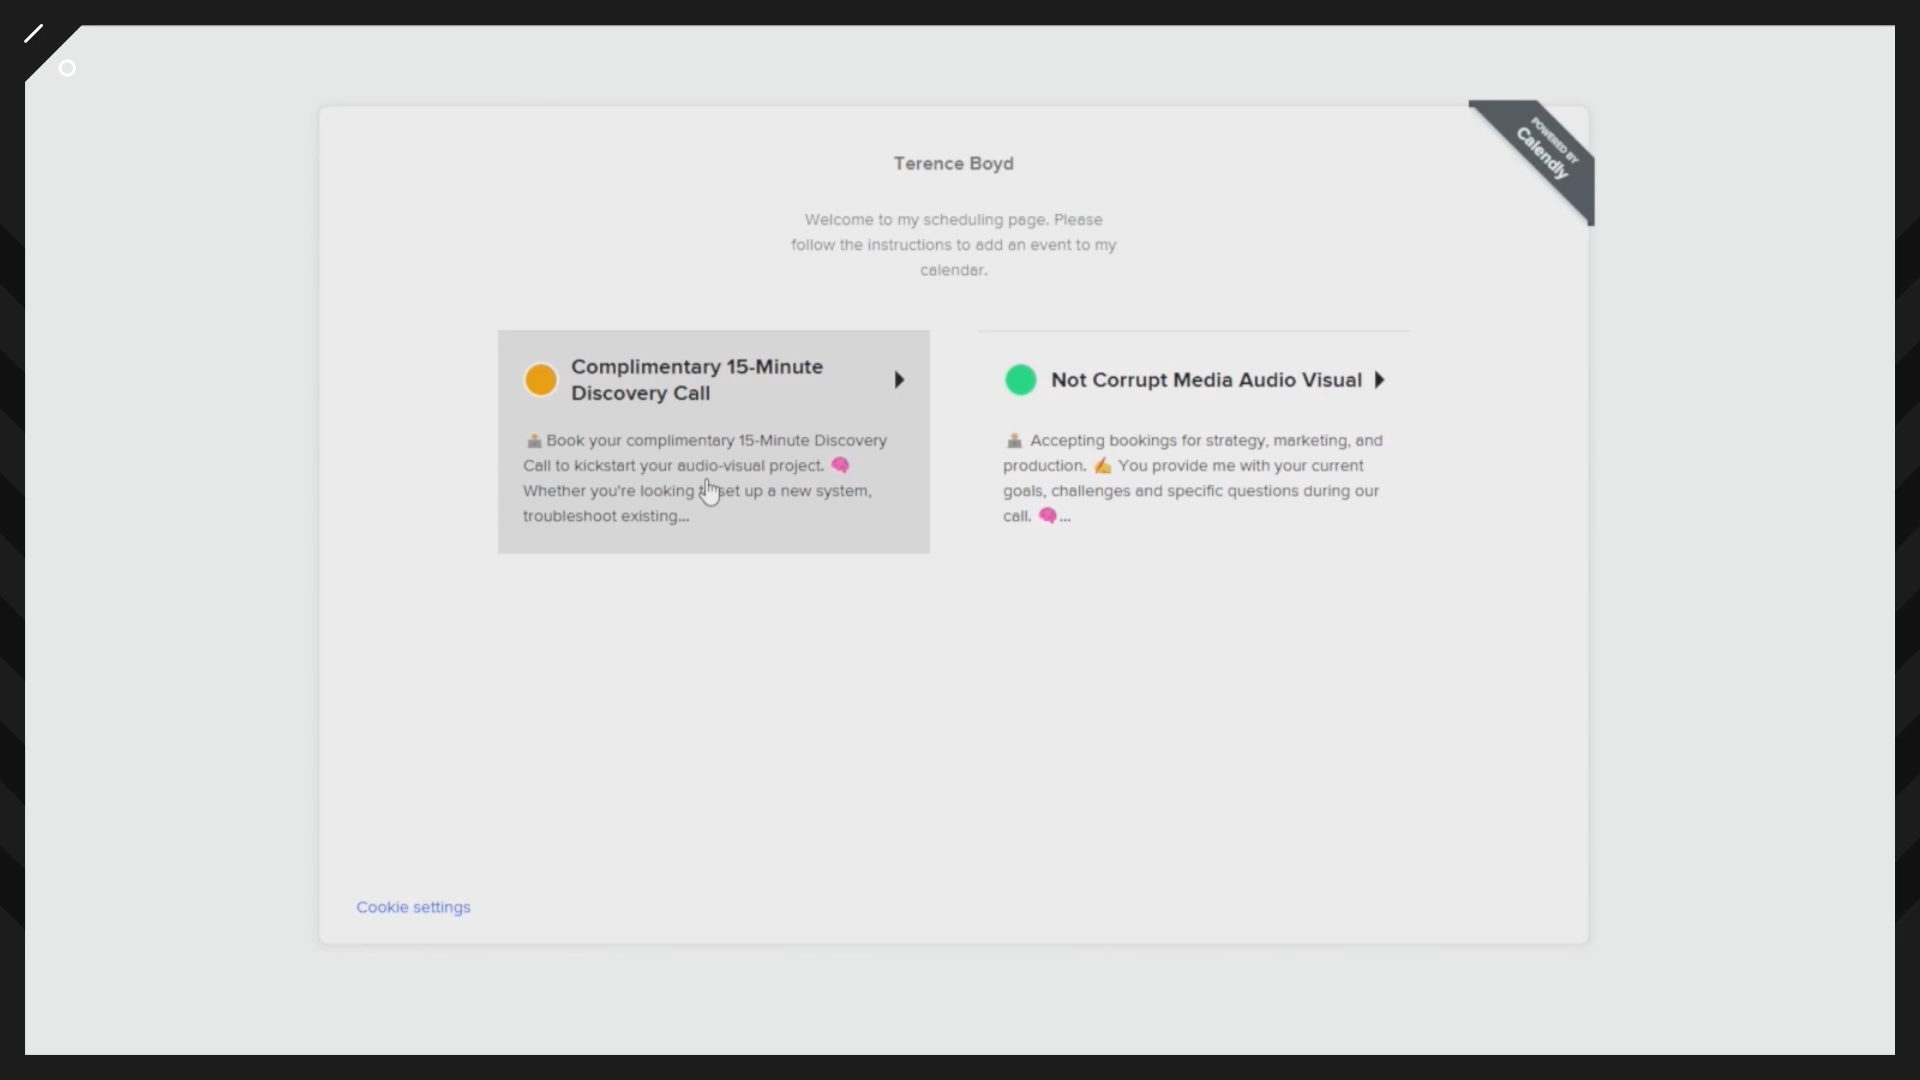 POWERED BY
Calendly
Terence Boyd
Welcome to my scheduling page. Please
follow the instructions to add an event to my
calendar.
Complimentary 15-Minute
Discovery Call
Book your complimentary 15-Minute Discovery
Call to kickstart your audio-visual project. 🧠
Whether you're looking to set up a new system,
troubleshoot existing...
Not Corrupt Media Audio Visual
Accepting bookings for strategy, marketing, and
production. ✍️ You provide me with your current
goals, challenges and specific questions during our
call. 🧠...
Cookie settings